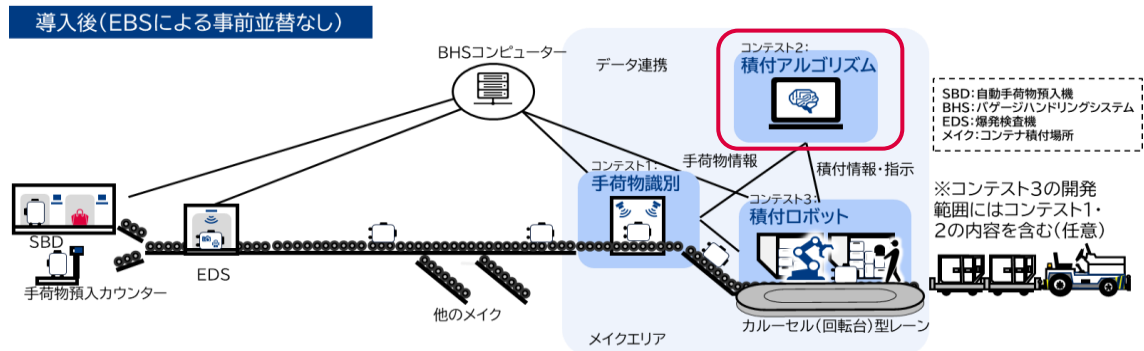 導入後(EBSによる事前並替なし)
BHSコンピューター
データ連携
コンテスト2:
積付アルゴリズム
SBD:自動手荷物預入機
BHS:バゲージハンドリングシステム
EDS:爆発検査機
メイク:コンテナ積付場所
手荷物情報
積付情報・指示
コンテスト1:
手荷物識別
コンテスト3:
積付ロボット
※コンテスト3の開発
範囲にはコンテスト1・
2の内容を含む(任意)
SBD
EDS
手荷物預入カウンター
他のメイク
カルーセル(回転台)型レーン
メイクエリア